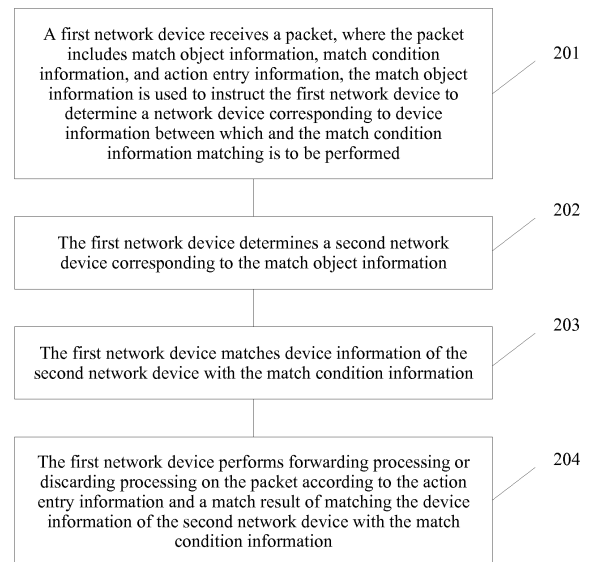 A first network device receives a packet, where the packet
includes match object information, match condition
information, and action entry information, the match object
information is used to instruct the first network device to
determine a network device corresponding to device
information between which and the match condition
information matching is to be performed
201
The first network device determines a second network
device corresponding to the match object information
202
The first network device matches device information of the
second network device with the match condition information
203
The first network device performs forwarding processing or
discarding processing on the packet according to the action
entry information and a match result of matching the device
information of the second network device with the match
condition information
204